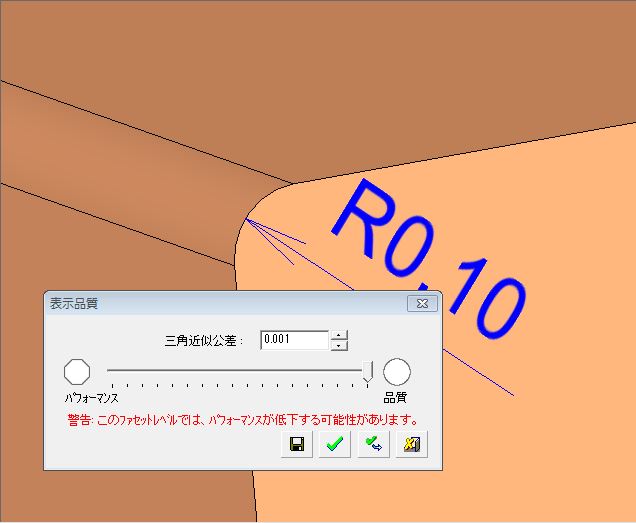 R0,10
表示品質
三角近似公差:
0.001
ﾊﾟﾌｫｰﾏﾝｽ
品質
警告: このﾌｧｾｯﾄﾚﾍﾞﾙでは、ﾊﾟﾌｫｰﾏﾝｽが低下する可能性があります。